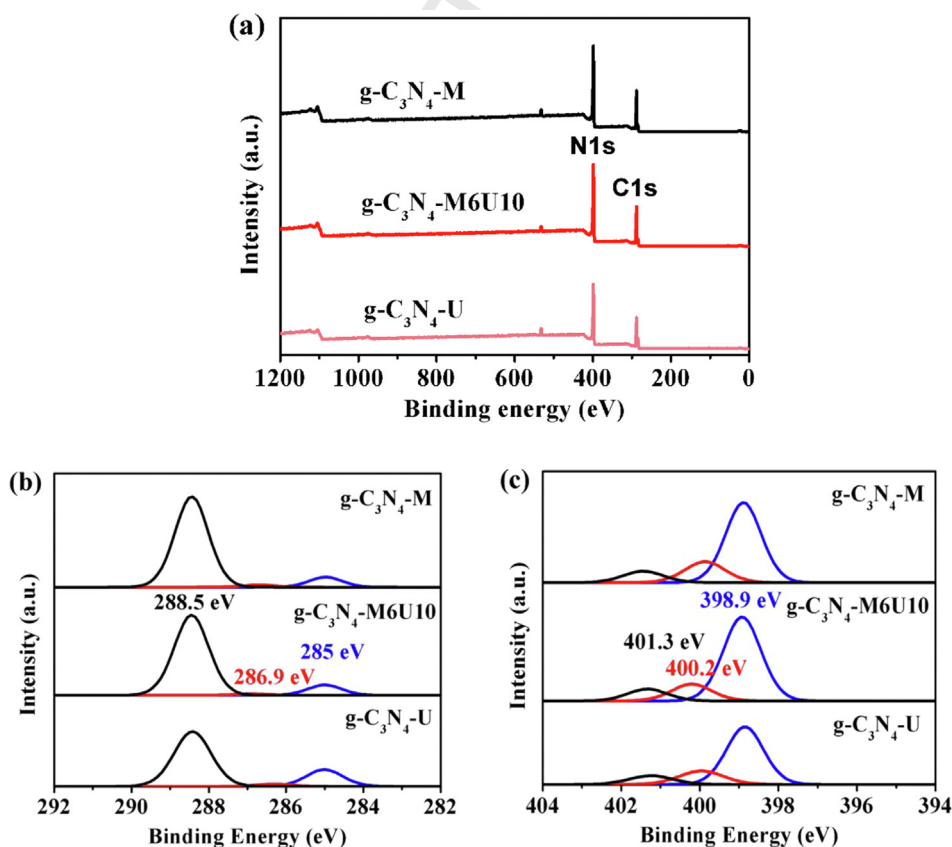 (a)
g-C₃N₄-M
N1s
C1s
g-C₃N₄-M6U10
g-C₃N₄-U
Intensity (a.u.)
1200 1000 800 600 400 200 0
Binding energy (eV)
(b)
g-C₃N₄-M
288.5 eV
g-C₃N₄-M6U10
285 eV
286.9 eV
g-C₃N₄-U
Intensity (a.u.)
292 290 288 286 284 282
Binding Energy (eV)
(c)
g-C₃N₄-M
398.9 eV
g-C₃N₄-M6U10
401.3 eV
400.2 eV
g-C₃N₄-U
Intensity (a.u.)
404 402 400 398 396 394
Binding Energy (eV)